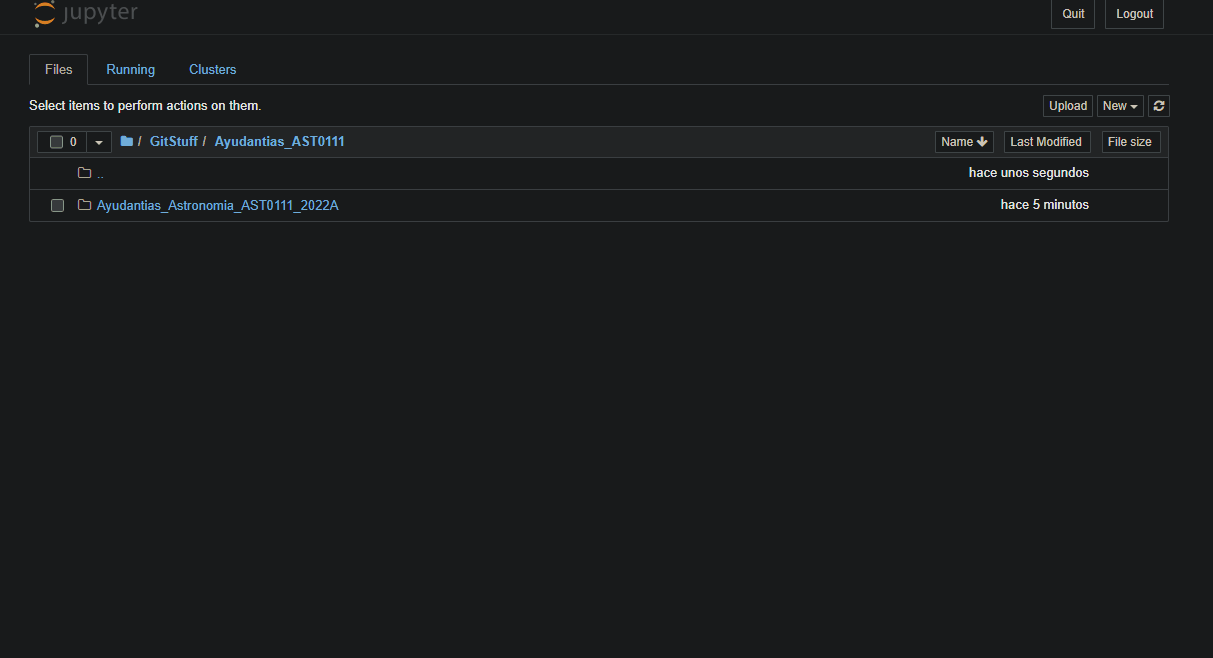 jupyter Quit Logout
Files Running Clusters
Select items to perform actions on them. Upload New
0 / GitStuff / Ayudantias_AST0111 Name Last Modified File size
.. hace unos segundos
Ayudantias_Astronomia_AST0111_2022A hace 5 minutos